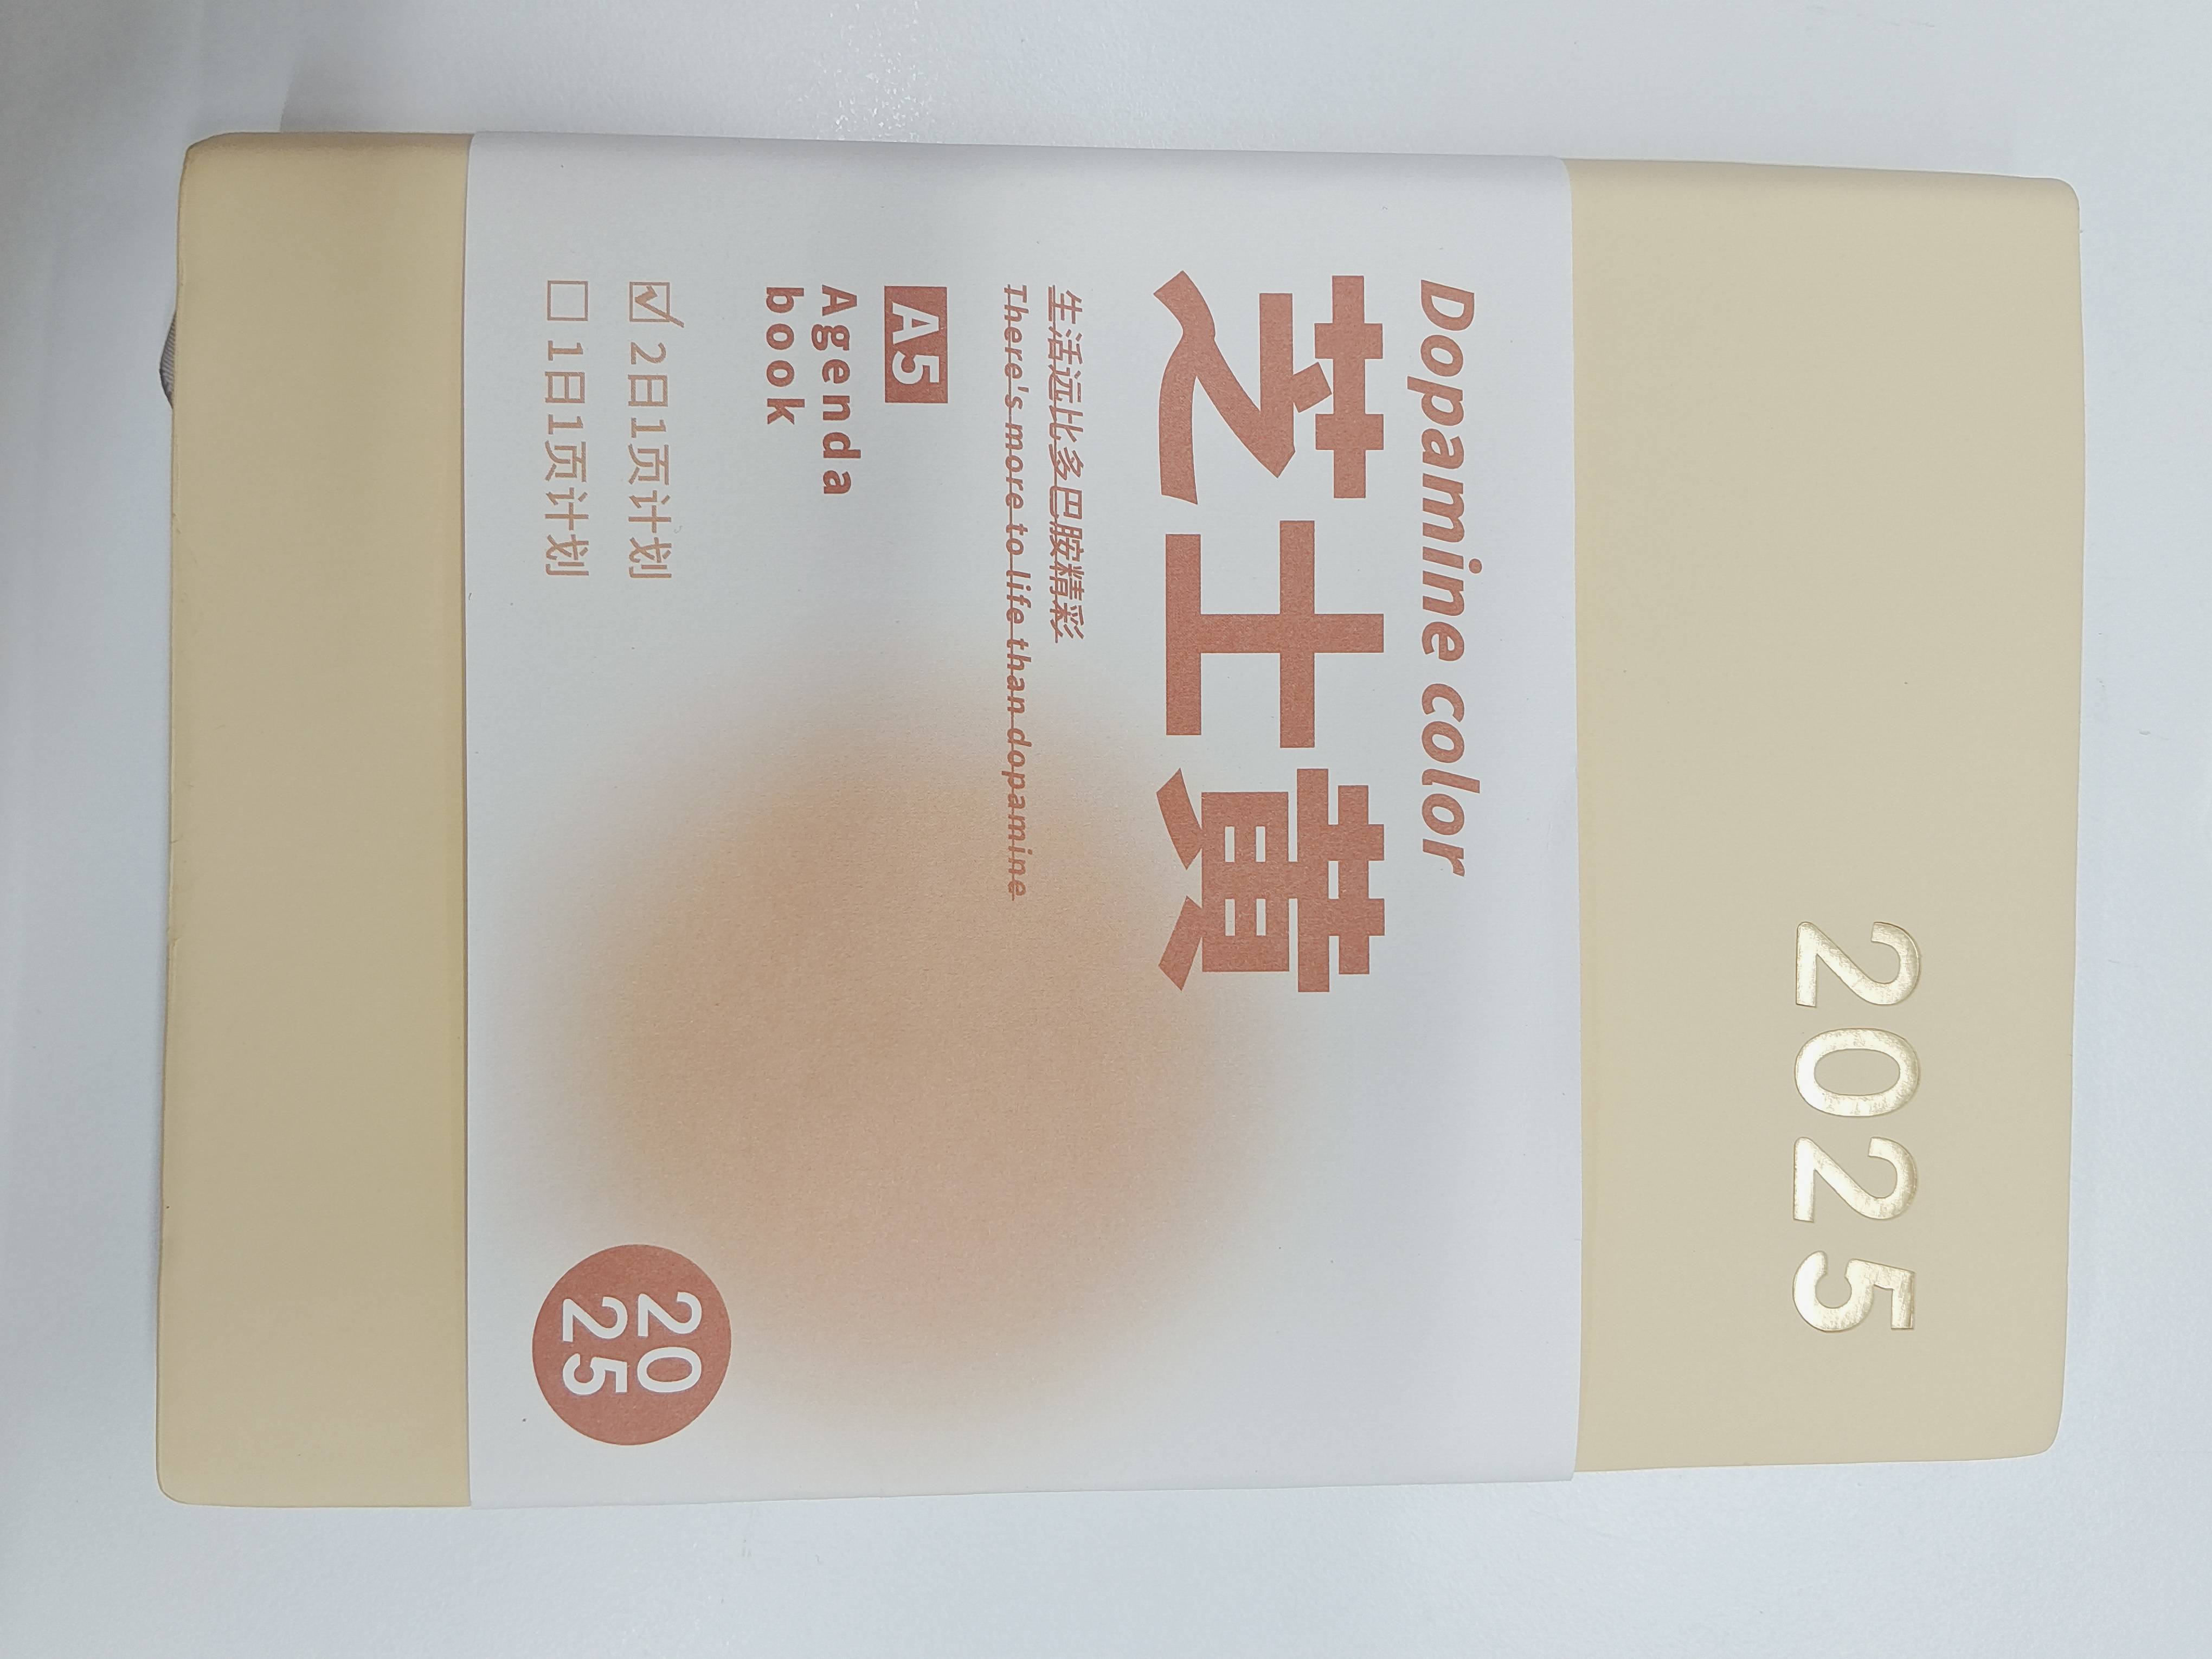 2025
Dopamine color
芝士黄
生活远比多巴胺精彩
There's more to life than dopamine
A5
Agenda
book
2日1页计划
1日1页计划
20
25